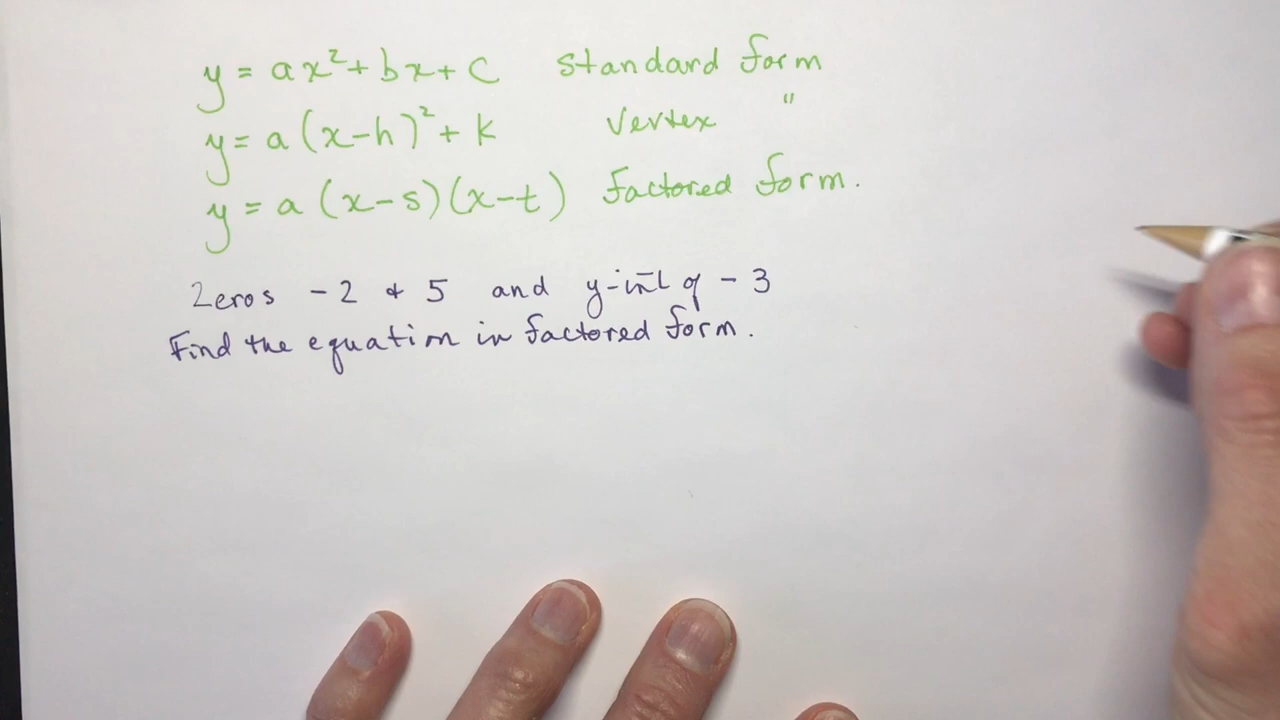 y = ax²+ bx + c standard form
y = a (x-h)² + k vertex "
y = a (x-s)(x-t) factored form.
Zeros -2 & 5 and y-int of -3
Find the equation in factored form.